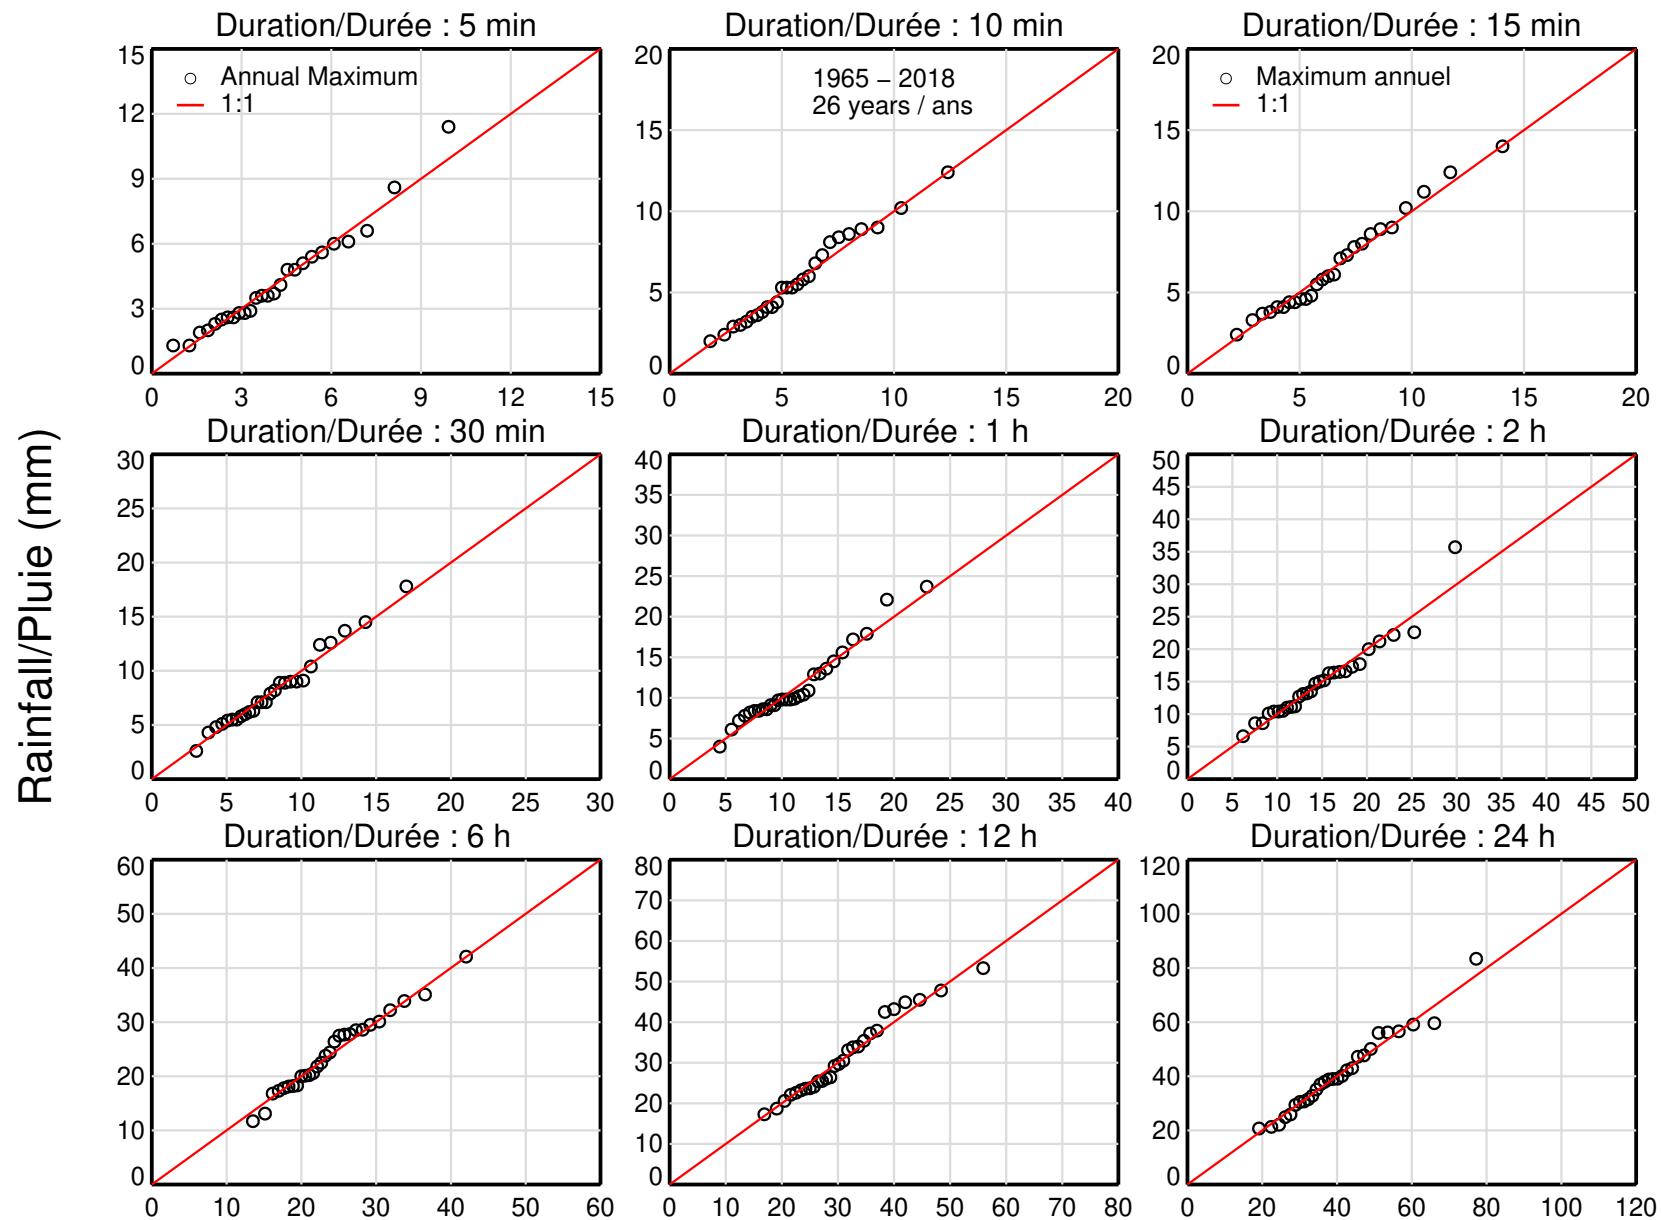 Duration/Durée : 5 min
Duration/Durée : 10 min
Duration/Durée : 15 min
15
12
9
6
3
0
Annual Maximum
1:1
0 3 6 9 12 15
20
15
10
5
0
1965 – 2018
26 years / ans
0 5 10 15 20
20
15
10
5
0
Maximum annuel
1:1
0 5 10 15 20
Rainfall/Pluie (mm)
Duration/Durée : 30 min
Duration/Durée : 1 h
Duration/Durée : 2 h
30
25
20
15
10
5
0
0 5 10 15 20 25 30
40
35
30
25
20
15
10
5
0
0 5 10 15 20 25 30 35 40
50
45
40
35
30
25
20
15
10
5
0
0 5 10 15 20 25 30 35 40 45 50
Duration/Durée : 6 h
Duration/Durée : 12 h
Duration/Durée : 24 h
60
50
40
30
20
10
0
0 10 20 30 40 50 60
80
70
60
50
40
30
20
10
0
0 10 20 30 40 50 60 70 80
120
100
80
60
40
20
0
0 20 40 60 80 100 120